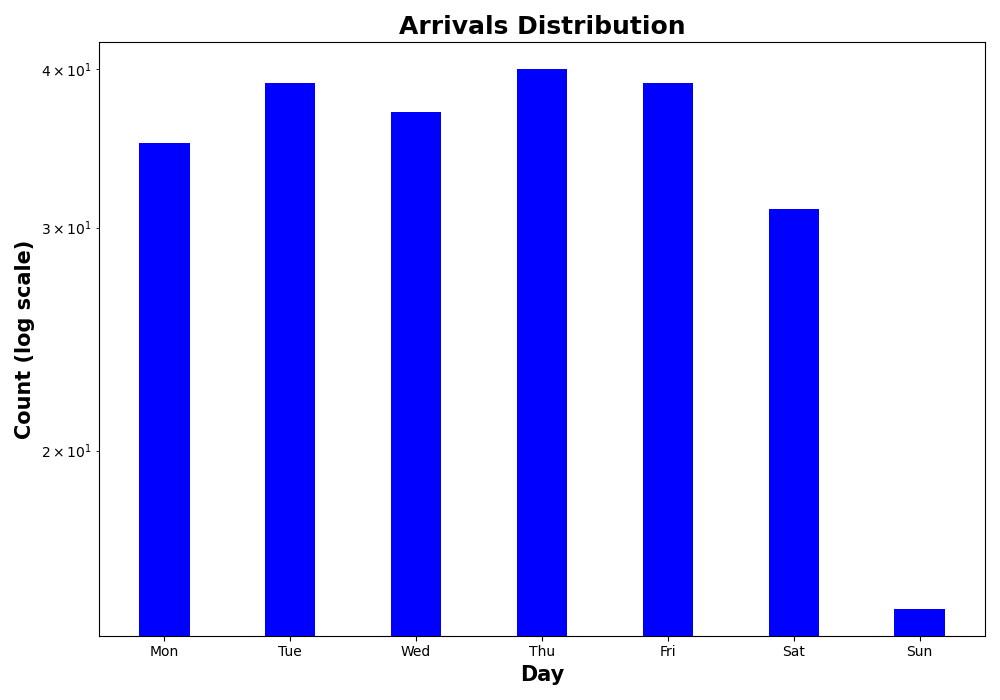 Arrivals Distribution
4 × 10¹
3 × 10¹
2 × 10¹
Count (log scale)
Mon Tue Wed Thu Fri Sat Sun
Day